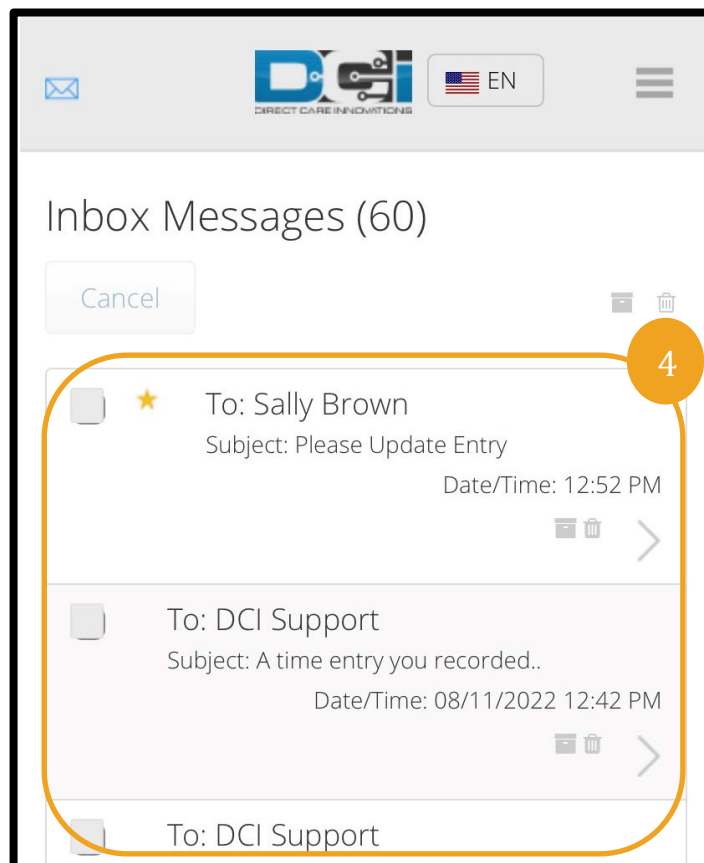 DCi
DIRECT CARE INNOVATIONS
EN
Inbox Messages (60)
Cancel
4
To: Sally Brown
Subject: Please Update Entry
Date/Time: 12:52 PM
To: DCI Support
Subject: A time entry you recorded..
Date/Time: 08/11/2022 12:42 PM
To: DCI Support